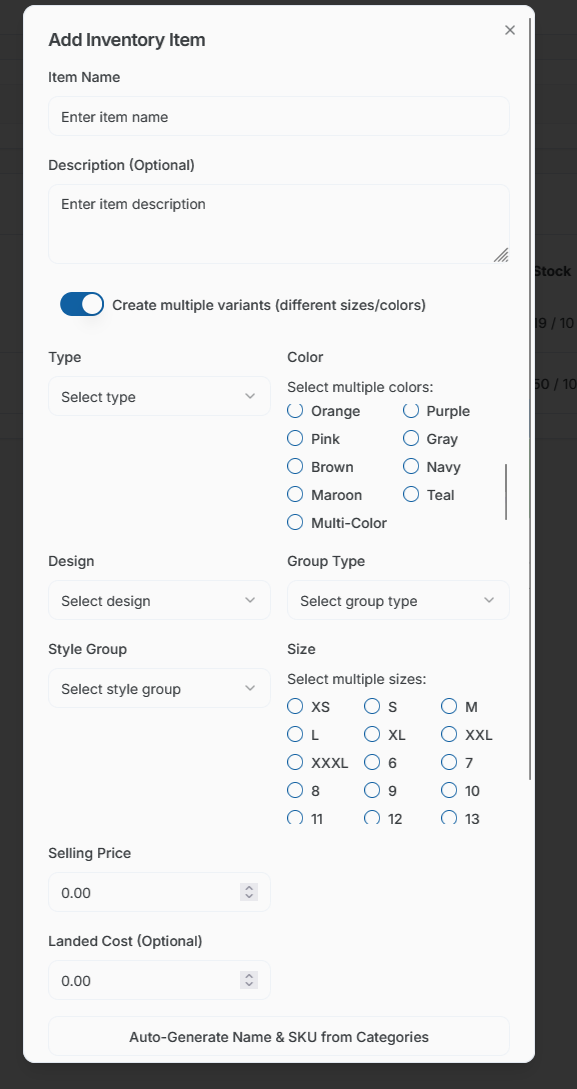 Add Inventory Item
Item Name
Enter item name
Description (Optional)
Enter item description
Create multiple variants (different sizes/colors)
Type
Color
Select type
Select multiple colors:
Orange
Purple
Pink
Gray
Brown
Navy
Maroon
Teal
Multi-Color
Design
Group Type
Select design
Select group type
Style Group
Size
Select style group
Select multiple sizes:
XS
S
M
L
XL
XXL
XXXL
6
7
8
9
10
11
12
13
Selling Price
0.00
Landed Cost (Optional)
0.00
Auto-Generate Name & SKU from Categories
Stock
19 / 10
50 / 10